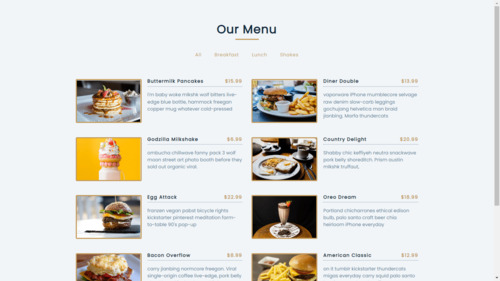 Our Menu
All Breakfast Lunch Shakes
Buttermilk Pancakes $15.99
I'm baby woke mlkshk wolf bitters live-
edge blue bottle, hammock freegan
copper mug whatever cold-pressed
Diner Double $13.99
vaporware iPhone mumblecore selvage
raw denim slow-carb leggings
gochujang helvetica man braid
jianbing. Marfa thundercats
Godzilla Milkshake $6.99
ombucha chillwave fanny pack 3 wolf
moon street art photo booth before they
sold out organic viral.
Country Delight $20.99
Shabby chic keffiyeh neutra snackwave
pork belly shoreditch. Prism austin
mlkshk truffaut,
Egg Attack $22.99
franzen vegan pabst bicycle rights
kickstarter pinterest meditation farm-
to-table 90's pop-up
Oreo Dream $18.99
Portland chicharrones ethical edison
bulb, palo santo craft beer chia
heirloom iPhone everyday
Bacon Overflow $8.99
carry jianbing normcore freegan. Viral
single-origin coffee live-edge, pork belly
American Classic $12.99
on it tumblr kickstarter thundercats
migas everyday carry squid palo santo